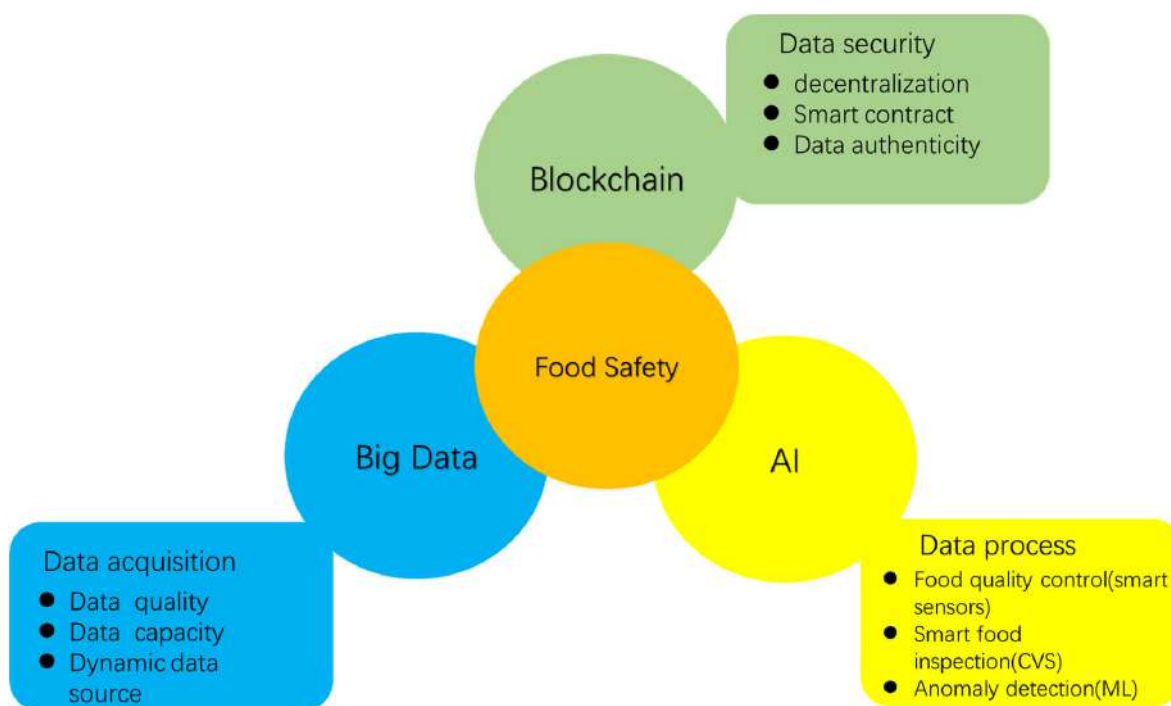 Data security
● decentralization
● Smart contract
● Data authenticity
Blockchain
Food Safety
Big Data
AI
Data acquisition
● Data quality
● Data capacity
● Dynamic data
source
Data process
● Food quality control(smart
sensors)
● Smart food
inspection(CVS)
● Anomaly detection(ML)